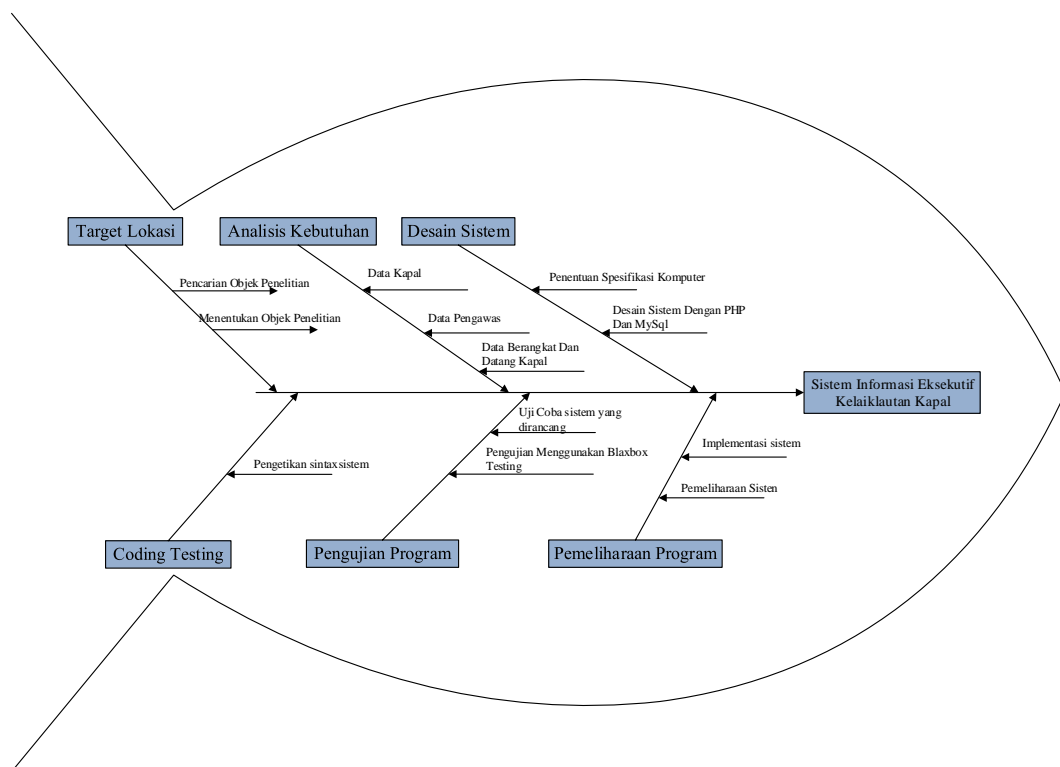 Target Lokasi
Analisis Kebutuhan
Desain Sistem
Pencarian Objek Penelitian
Menentukan Objek Penelitian
Data Kapal
Data Pengawas
Data Berangkat Dan
Datang Kapal
Penentuan Spesifikasi Komputer
Desain Sistem Dengan PHP
Dan MySql
Sistem Informasi Eksekutif
Kelaiklautan Kapal
Pengetikan sintax sistem
Uji Coba sistem yang
dirancang
Pengujian Menggunakan Blaxbox
Testing
Implementasi sistem
Pemeliharaan Sisten
Coding Testing
Pengujian Program
Pemeliharaan Program